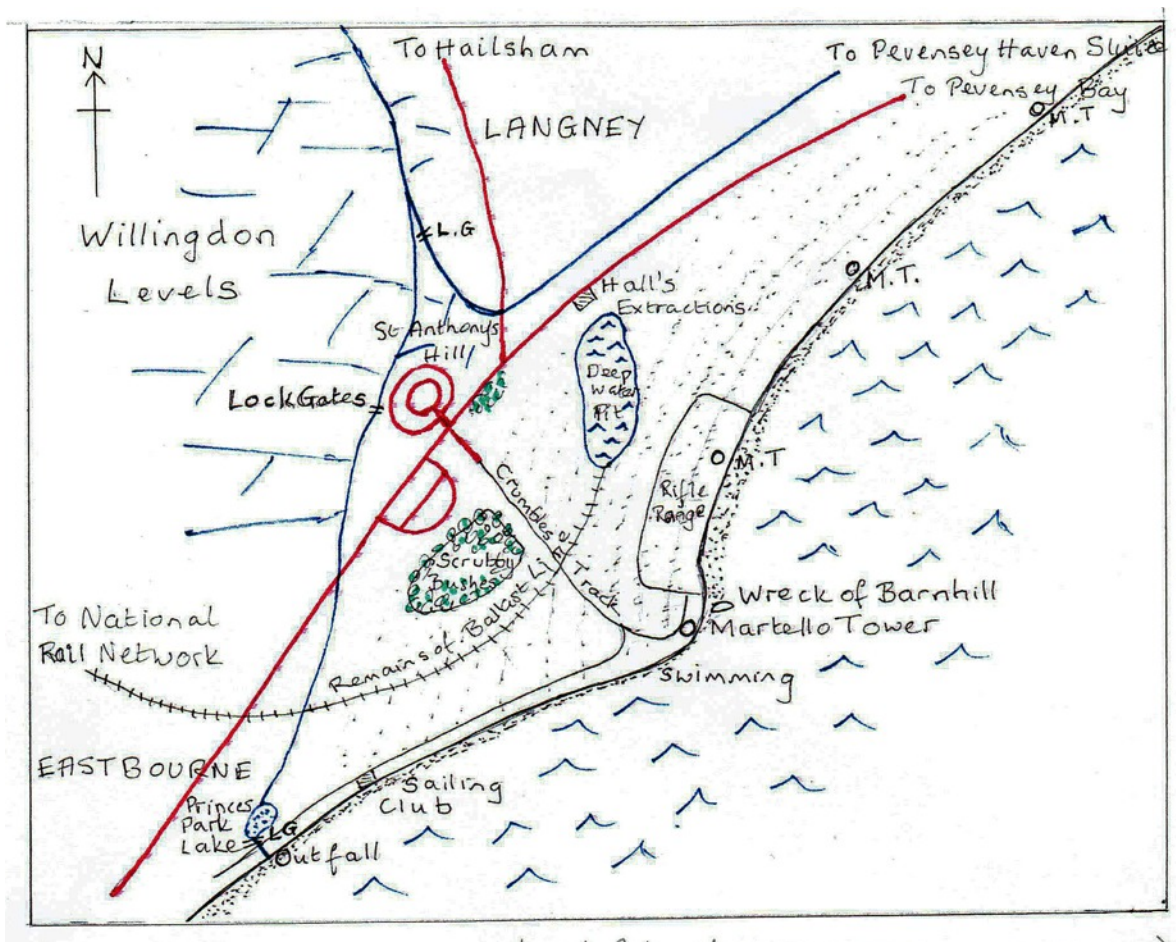 N
To Hailsham
To Pevensey Haven Sluice
To Pevensey Bay
M.T
LANGNEY
L.G
Willingdon
Levels
M.T.
Hall's
Extractions
St Anthonys
Hill
Deep
Water
Pit
Lock Gates
M.T
Crumbles Track
Rifle
Range
Scrubby
Bushes
Remains of Ballast Line
Wreck of Barnhill
Martello Tower
To National
Rail Network
Swimming
EASTBOURNE
Sailing
Club
Princes
Park
Lake
LG
Outfall